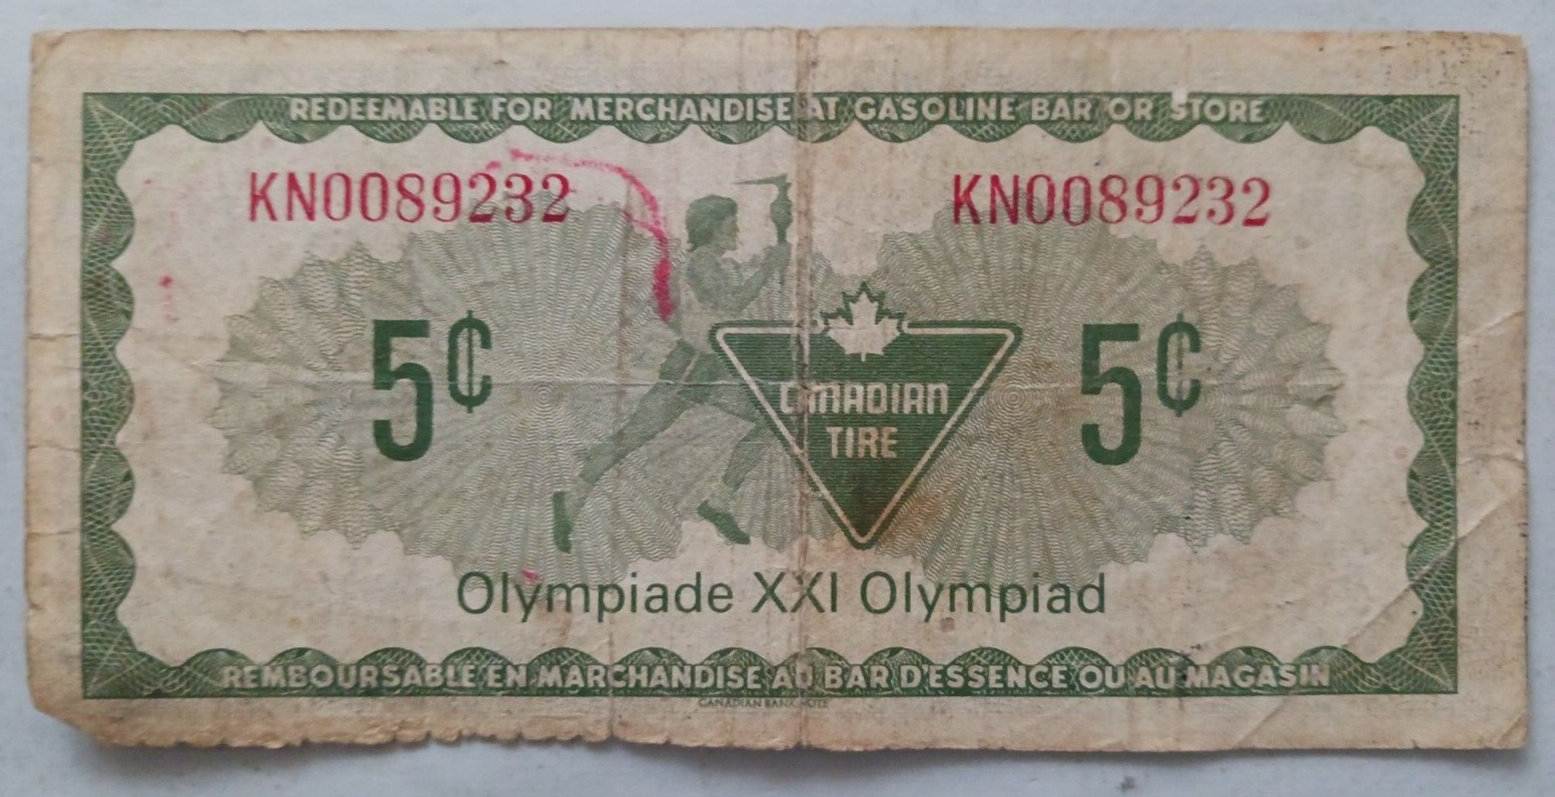 REDEEMABLE FOR MERCHANDISE AT GASOLINE BAR OR STORE
KN0089232 KN0089232
5¢ 5¢
CANADIAN
TIRE
Olympiade XXI Olympiad
REMBOURSABLE EN MARCHANDISE AU BAR D'ESSENCE OU AU MAGASIN
CANADIAN BANK NOTE